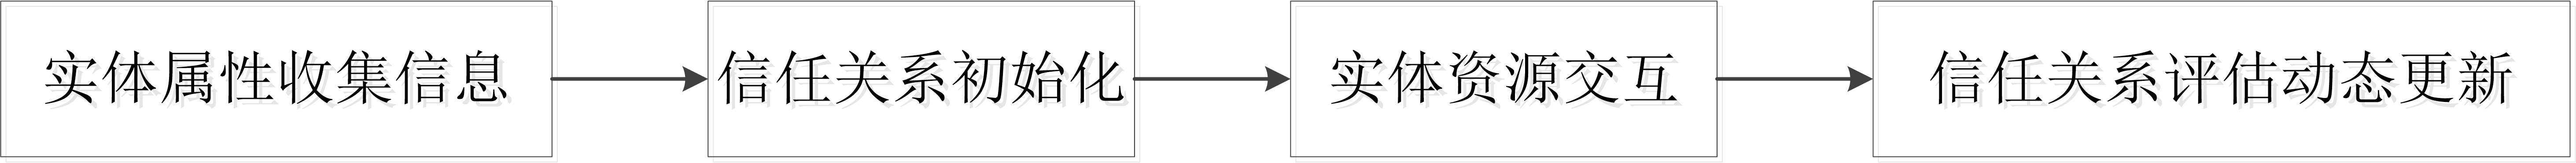 实体属性收集信息
信任关系初始化
实体资源交互
信任关系评估动态更新